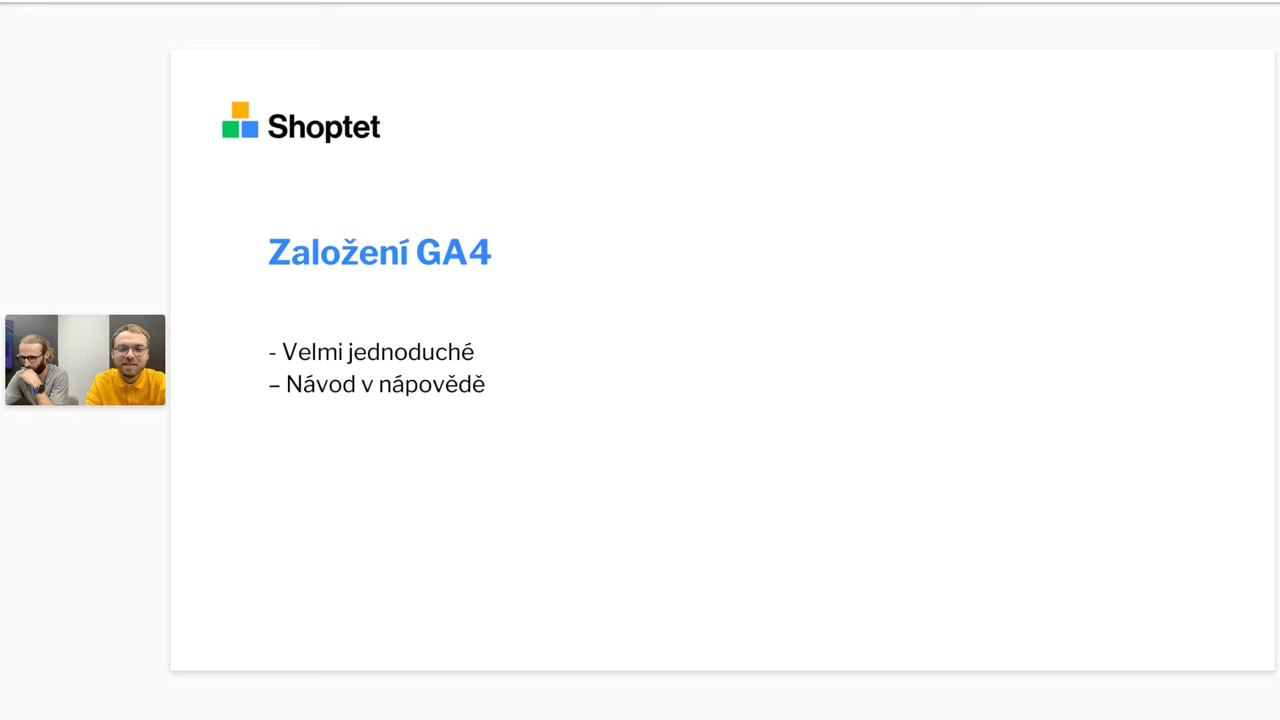 Shoptet
Založení GA4
- Velmi jednoduché
– Návod v nápovědě